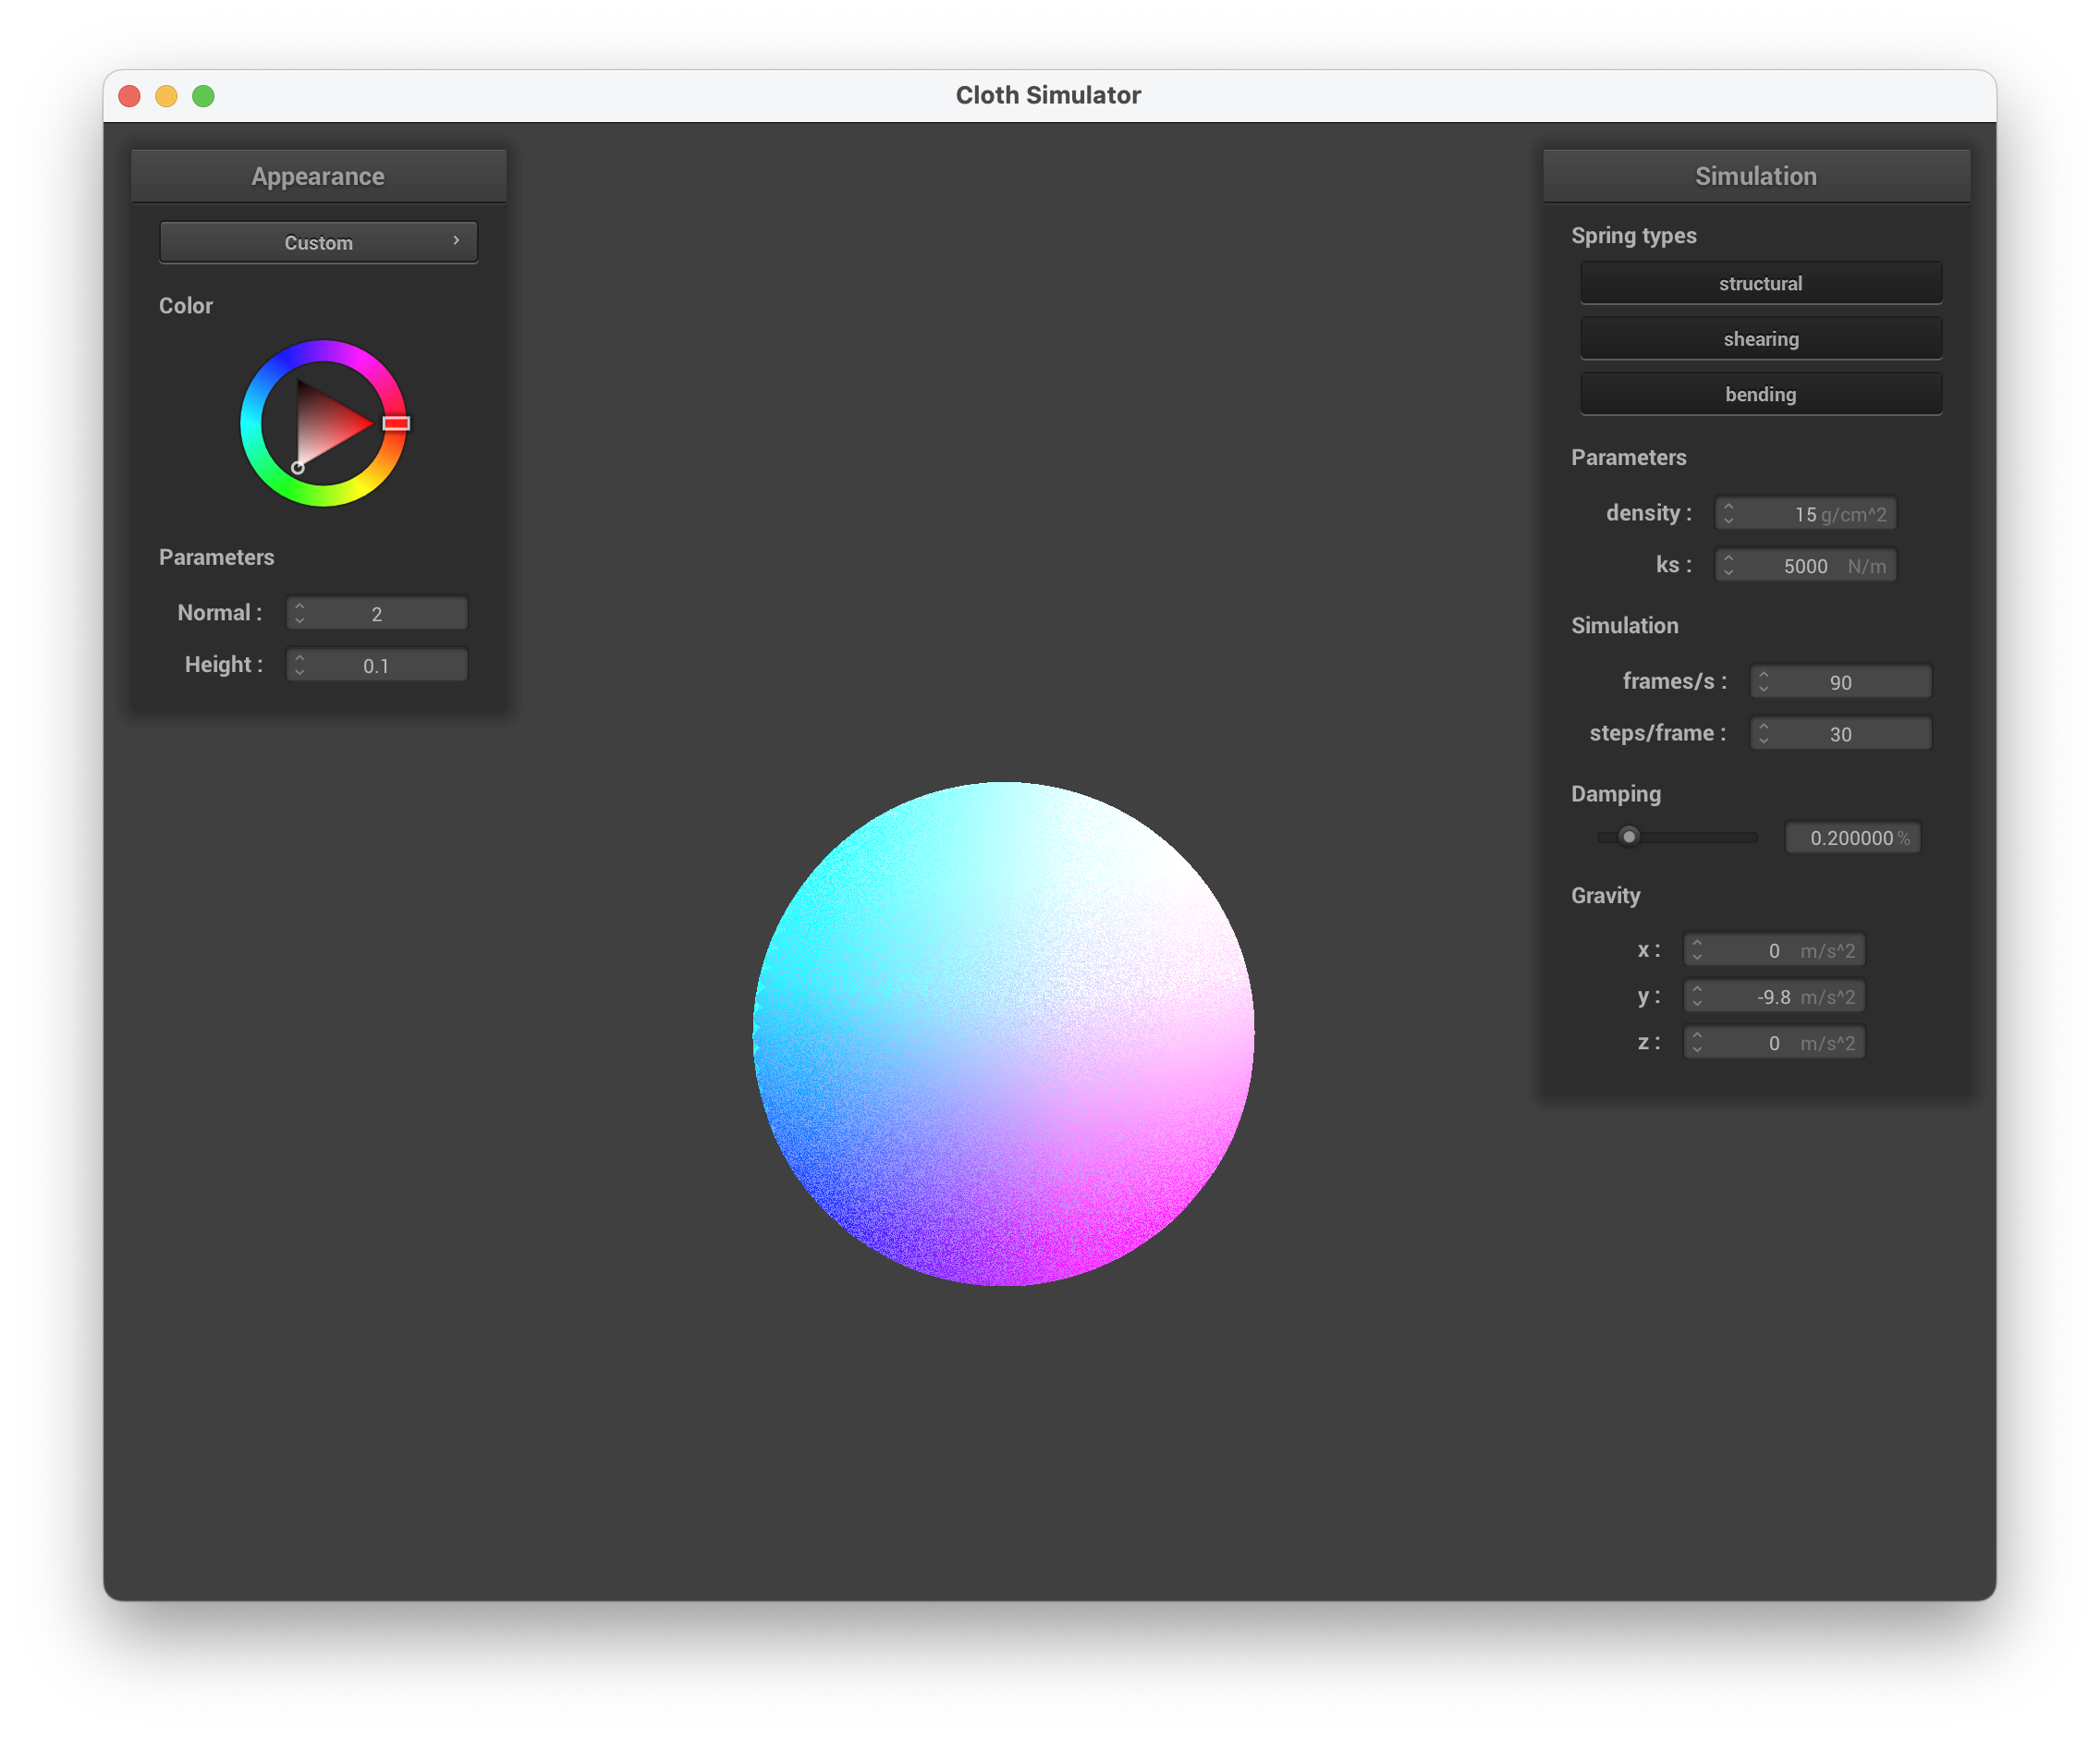 Cloth Simulator
Appearance
Custom
Color
Parameters
Normal : 2
Height : 0.1
Simulation
Spring types
structural
shearing
bending
Parameters
density : 15 g/cm^2
ks : 5000 N/m
Simulation
frames/s : 90
steps/frame : 30
Damping
0.200000 %
Gravity
x : 0 m/s^2
y : -9.8 m/s^2
z : 0 m/s^2